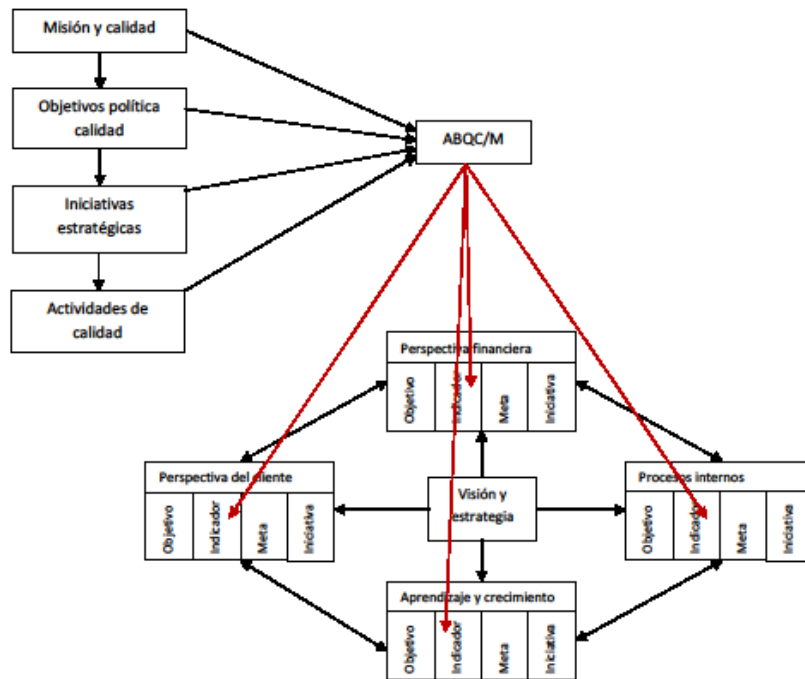 Misión y calidad
Objetivos política
calidad
ABQC/M
Iniciativas
estratégicas
Actividades de
calidad
Perspectiva financiera
Objetivo
Indicador
Meta
Iniciativa
Perspectiva del cliente
Objetivo
Indicador
Meta
Iniciativa
Visión y
estrategia
Procesos internos
Objetivo
Indicador
Meta
Iniciativa
Aprendizaje y crecimiento
Objetivo
Indicador
Meta
Iniciativa